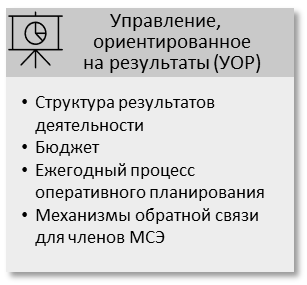 Управление,
ориентированное
на результаты (УОР)
• Структура результатов
деятельности
• Бюджет
• Ежегодный процесс
оперативного планирования
• Механизмы обратной связи
для членов МСЭ